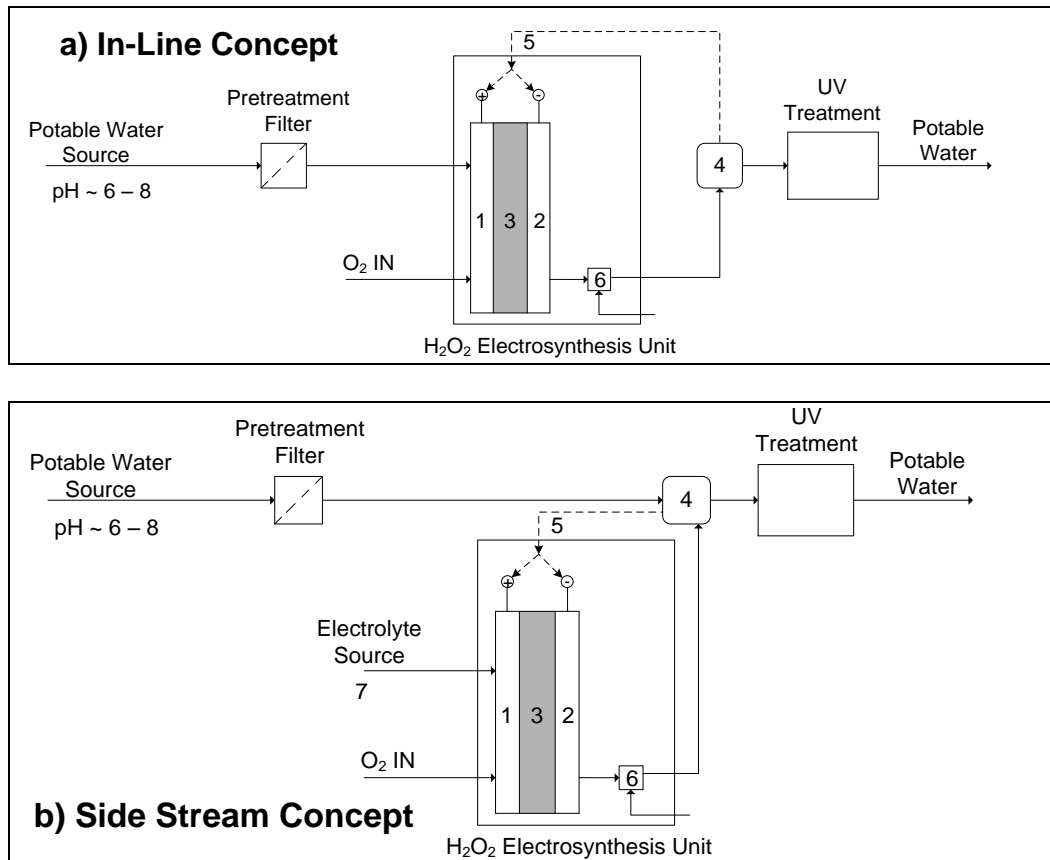 a) In-Line Concept
Potable Water
Source
pH ~ 6 – 8
Pretreatment
Filter
5
+
-
1
3
2
O₂ IN
6
H₂O₂ Electrosynthesis Unit
4
UV
Treatment
Potable
Water
Potable Water
Source
pH ~ 6 – 8
Pretreatment
Filter
4
UV
Treatment
Potable
Water
5
+
-
Electrolyte
Source
7
1
3
2
O₂ IN
6
b) Side Stream Concept
H₂O₂ Electrosynthesis Unit